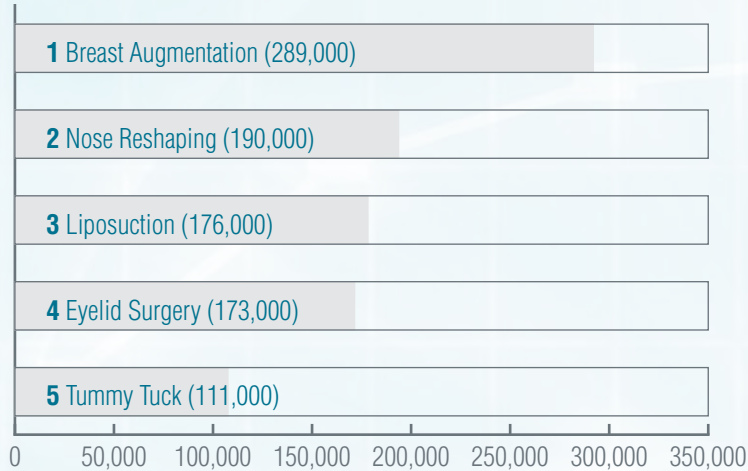 1 Breast Augmentation (289,000)
2 Nose Reshaping (190,000)
3 Liposuction (176,000)
4 Eyelid Surgery (173,000)
5 Tummy Tuck (111,000)
0 50,000 100,000 150,000 200,000 250,000 300,000 350,000